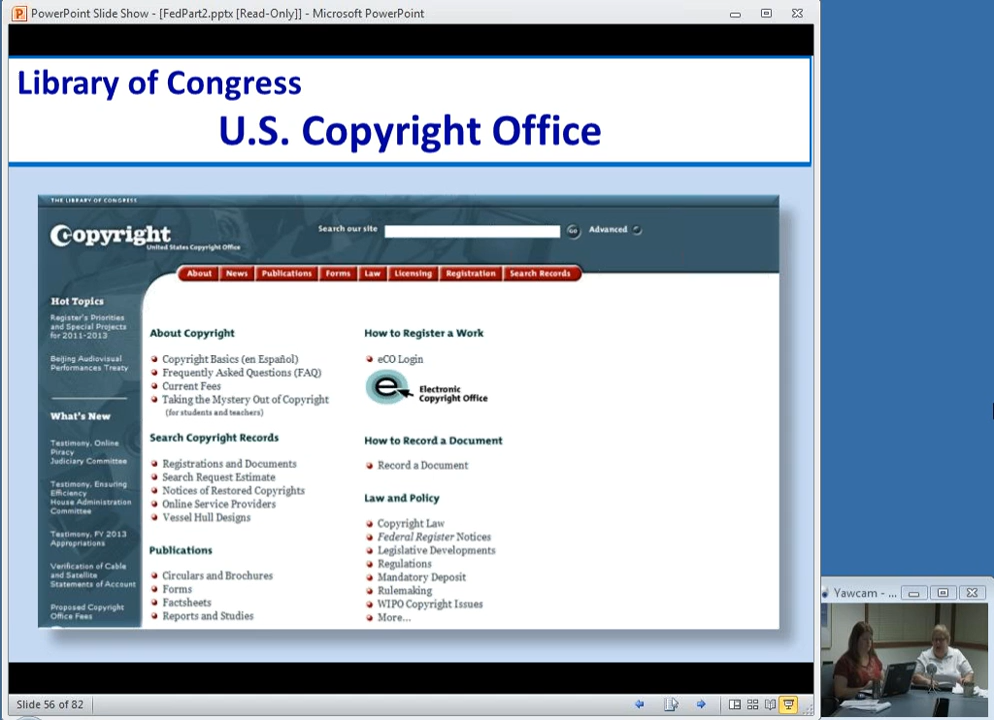 PowerPoint Slide Show - [FedPart2.pptx [Read-Only]] - Microsoft PowerPoint
Library of Congress
U.S. Copyright Office
THE LIBRARY OF CONGRESS
Copyright
United States Copyright Office
Search our site
Go
Advanced
About
News
Publications
Forms
Law
Licensing
Registration
Search Records
Hot Topics
Register's Priorities
and Special Projects
for 2011-2013
Beijing Audiovisual
Performances Treaty
What's New
Testimony, Online
Piracy
Judiciary Committee
Testimony, Ensuring
Efficiency
House Administration
Committee
Testimony, FY 2013
Appropriations
Verification of Cable
and Satellite
Statements of Account
Proposed Copyright
Office Fees
About Copyright
Copyright Basics (en Español)
Frequently Asked Questions (FAQ)
Current Fees
Taking the Mystery Out of Copyright
(for students and teachers)
Search Copyright Records
Registrations and Documents
Search Request Estimate
Notices of Restored Copyrights
Online Service Providers
Vessel Hull Designs
Publications
Circulars and Brochures
Forms
Factsheets
Reports and Studies
How to Register a Work
eCO Login
e
Electronic
Copyright Office
How to Record a Document
Record a Document
Law and Policy
Copyright Law
Federal Register Notices
Legislative Developments
Regulations
Mandatory Deposit
Rulemaking
WIPO Copyright Issues
More...
Yawcam - ...
Slide 56 of 82